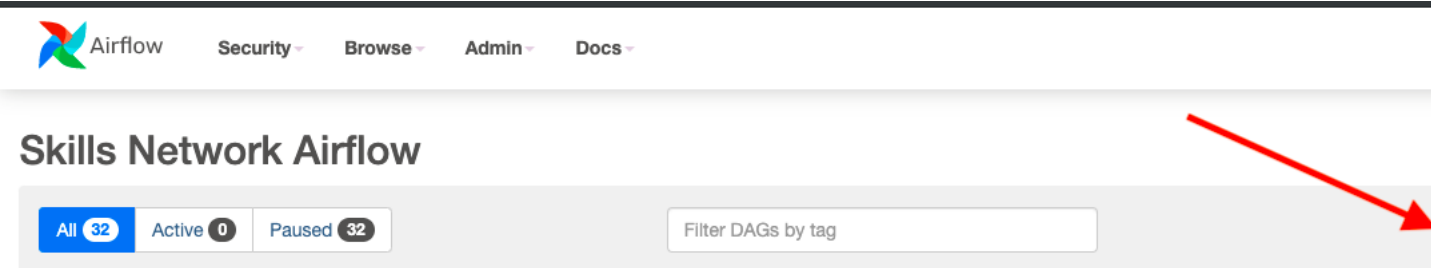 Airflow Security Browse Admin Docs
Skills Network Airflow
All 32 Active 0 Paused 32 Filter DAGs by tag